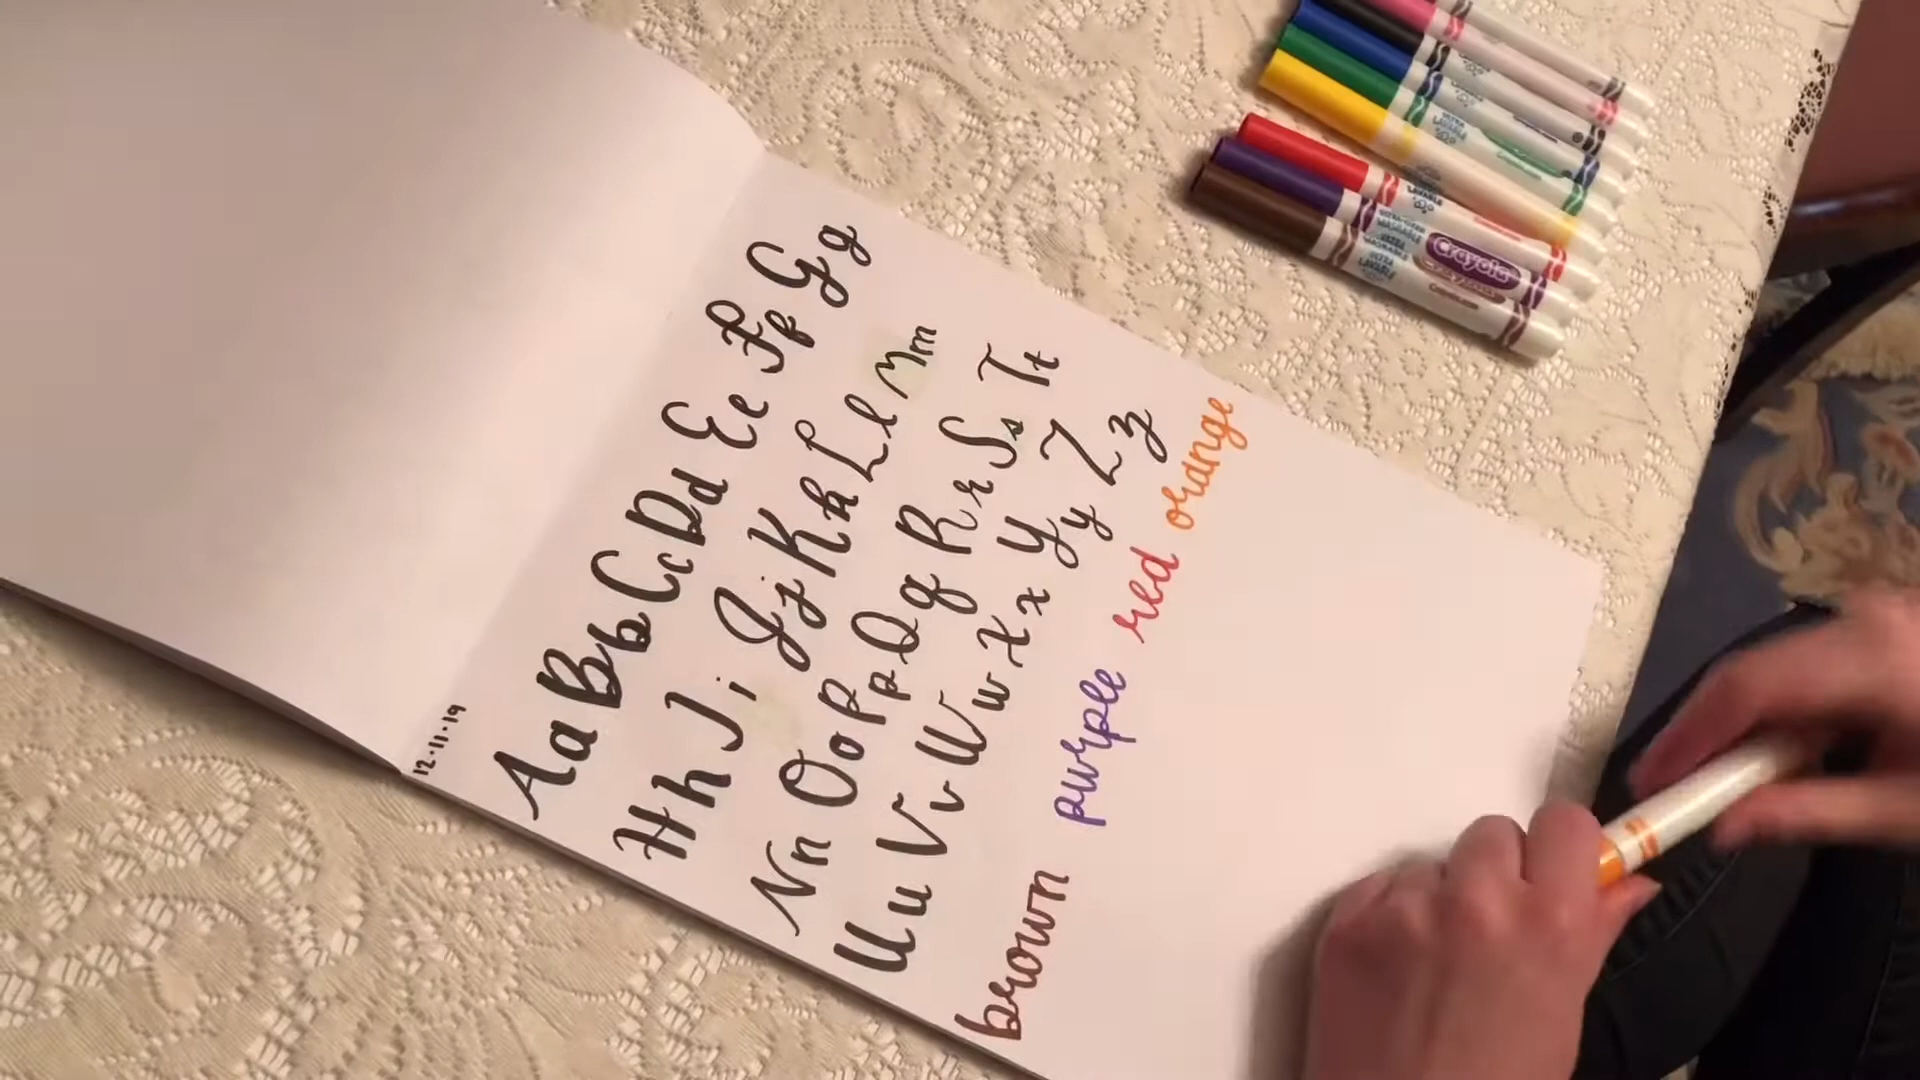 12.11.19
Aa Bb Cc Dd Ee Ff Gg
Hh Ii Jj Kk Ll Mm
Nn Oo Pp Qq Rr Ss Tt
Uu Vv Ww Xx Yy Zz
brown purple red orange
Crayola